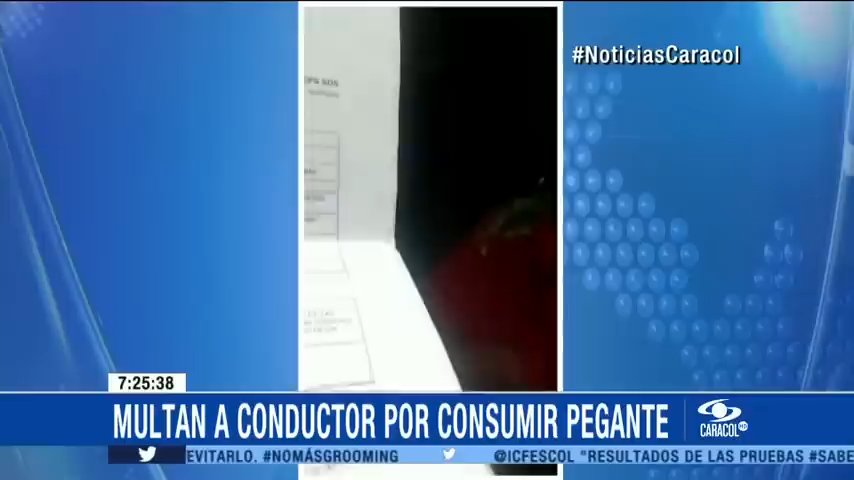 #NoticiasCaracol
7:25:38
MULTAN A CONDUCTOR POR CONSUMIR PEGANTE
CARACOL
EVITARLO. #NOMÁSGROOMING @ICFESCOL "RESULTADOS DE LAS PRUEBAS #SABE